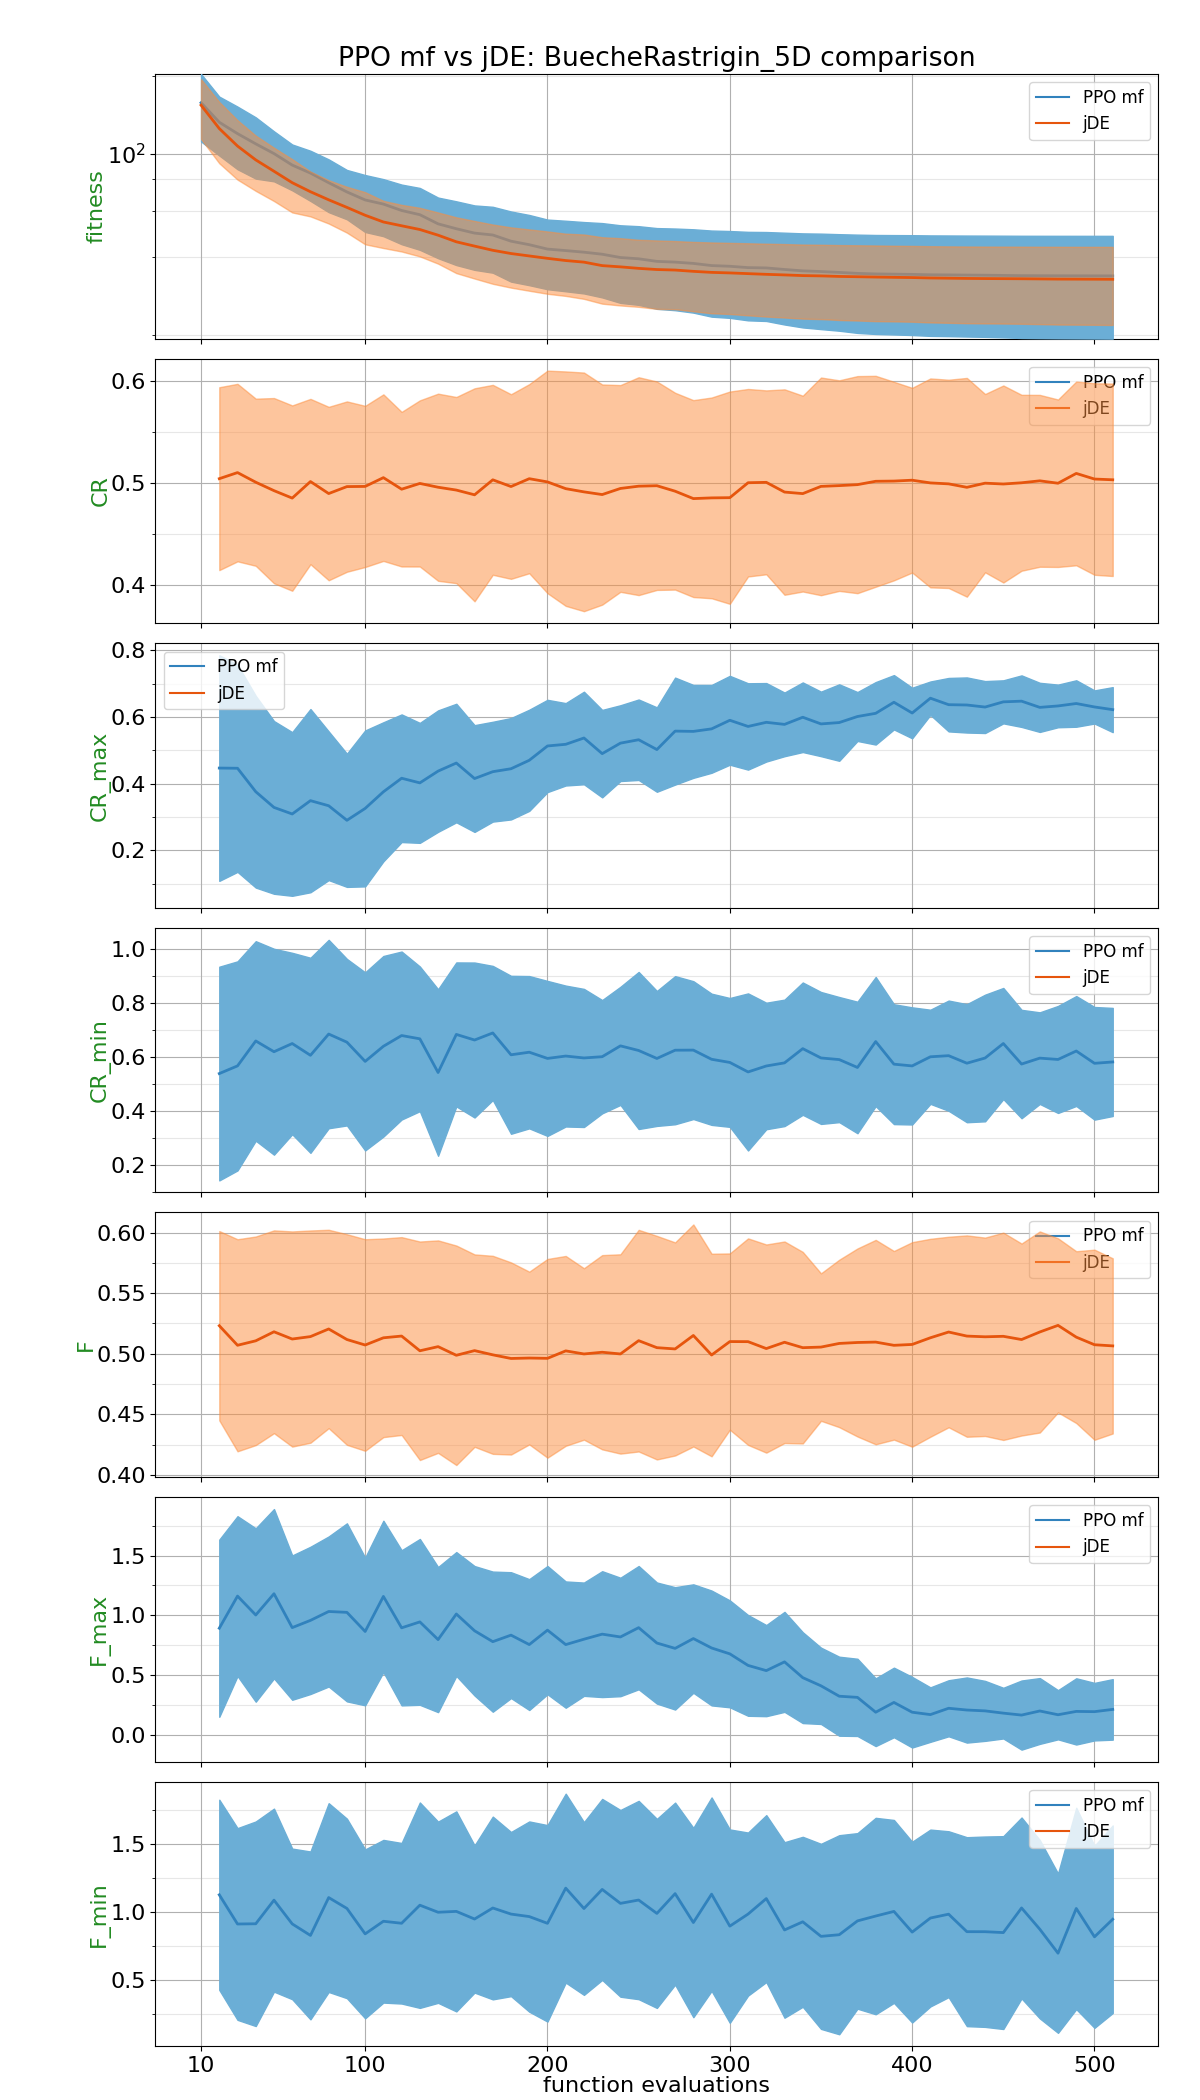 PPO mf vs jDE: BuecheRastrigin_5D comparison
fitness
10²
PPO mf
jDE
CR
0.6
0.5
0.4
PPO mf
jDE
CR_max
0.8
0.6
0.4
0.2
PPO mf
jDE
CR_min
1.0
0.8
0.6
0.4
0.2
PPO mf
jDE
F
0.60
0.55
0.50
0.45
0.40
PPO mf
jDE
F_max
1.5
1.0
0.5
0.0
PPO mf
jDE
F_min
1.5
1.0
0.5
PPO mf
jDE
10 100 200 300 400 500
function evaluations